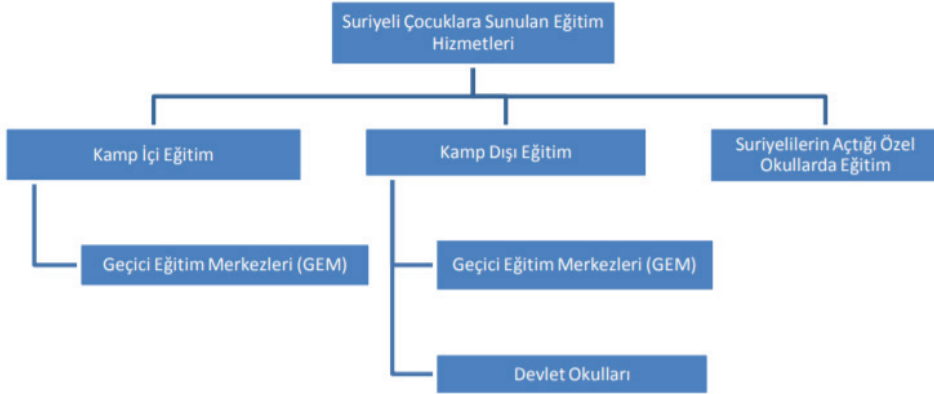 Suriyeli Çocuklara Sunulan Eğitim
Hizmetleri
Kamp İçi Eğitim
Kamp Dışı Eğitim
Suriyelilerin Açtığı Özel
Okullarda Eğitim
Geçici Eğitim Merkezleri (GEM)
Geçici Eğitim Merkezleri (GEM)
Devlet Okulları